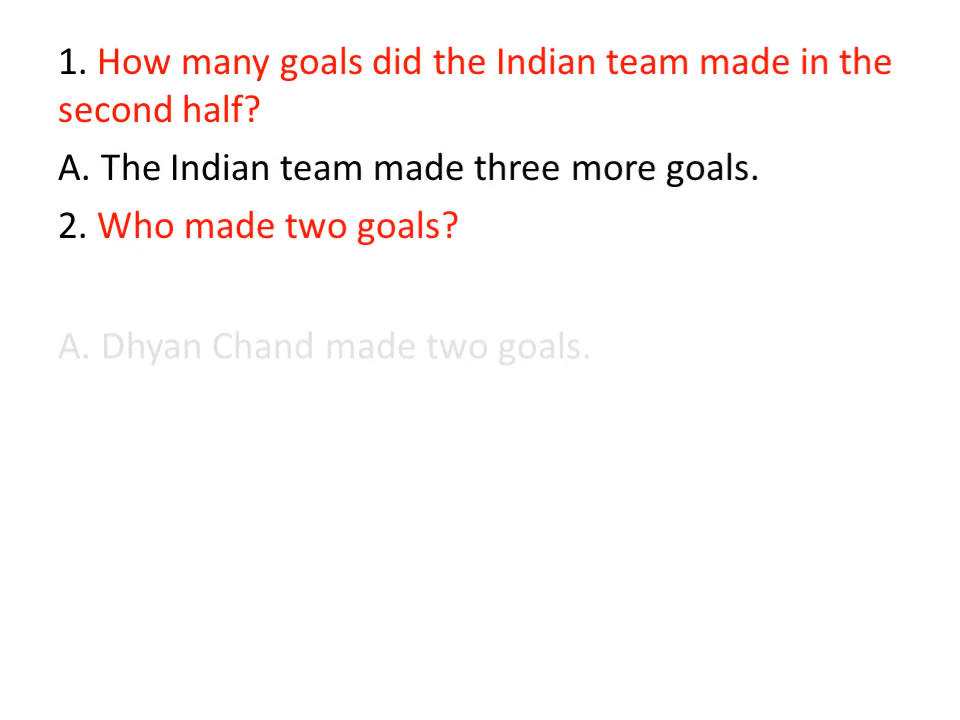 1. How many goals did the Indian team made in the
second half?
A. The Indian team made three more goals.
2. Who made two goals?
A. Dhyan Chand made two goals.